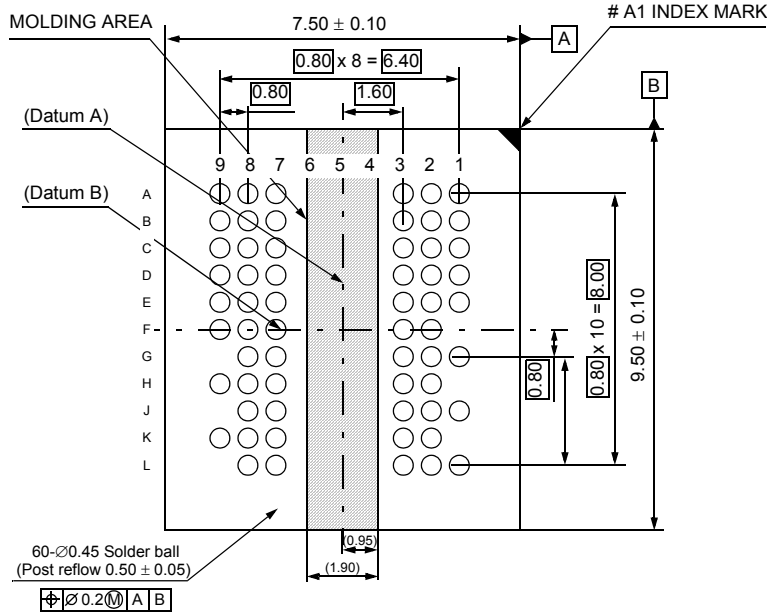 MOLDING AREA
7.50 ± 0.10
# A1 INDEX MARK
A
0.80 x 8 = 6.40
B
0.80
1.60
(Datum A)
9 8 7 6 5 4 3 2 1
(Datum B)
A
B
C
D
E
F
G
H
J
K
L
0.80
0.80 x 10 = 8.00
9.50 ± 0.10
(0.95)
(1.90)
60-∅0.45 Solder ball
(Post reflow 0.50 ± 0.05)
⌖ ∅ 0.2 Ⓜ A B